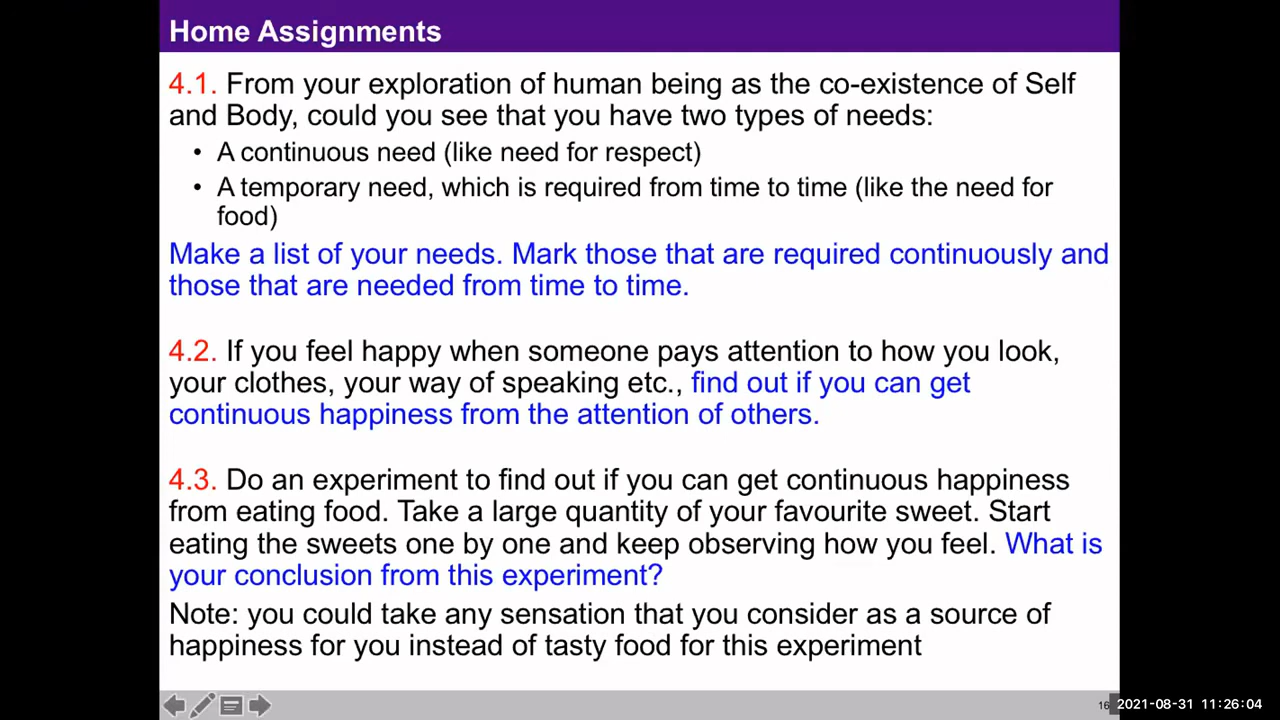 Home Assignments
4.1. From your exploration of human being as the co-existence of Self
and Body, could you see that you have two types of needs:
• A continuous need (like need for respect)
• A temporary need, which is required from time to time (like the need for
food)
Make a list of your needs. Mark those that are required continuously and
those that are needed from time to time.
4.2. If you feel happy when someone pays attention to how you look,
your clothes, your way of speaking etc., find out if you can get
continuous happiness from the attention of others.
4.3. Do an experiment to find out if you can get continuous happiness
from eating food. Take a large quantity of your favourite sweet. Start
eating the sweets one by one and keep observing how you feel. What is
your conclusion from this experiment?
Note: you could take any sensation that you consider as a source of
happiness for you instead of tasty food for this experiment
16 2021-08-31 11:26:04